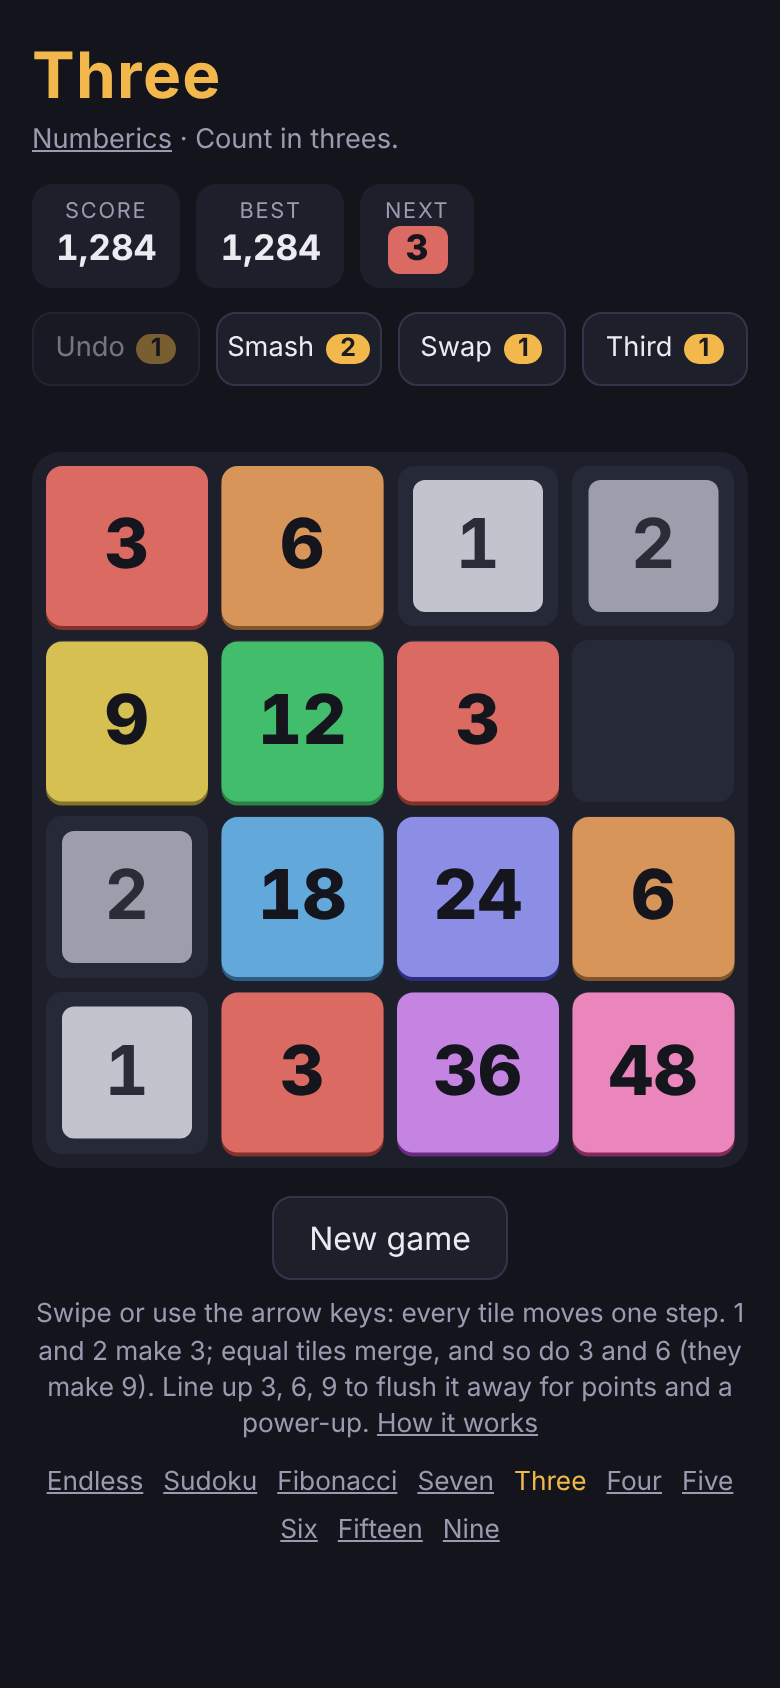 Three
Numberics · Count in threes.
SCORE BEST NEXT
1,284 1,284 3
Undo 1 Smash 2 Swap 1 Third 1
3 6 1 2
9 12 3
2 18 24 6
1 3 36 48
New game
Swipe or use the arrow keys: every tile moves one step. 1
and 2 make 3; equal tiles merge, and so do 3 and 6 (they
make 9). Line up 3, 6, 9 to flush it away for points and a
power-up. How it works
Endless Sudoku Fibonacci Seven Three Four Five
Six Fifteen Nine